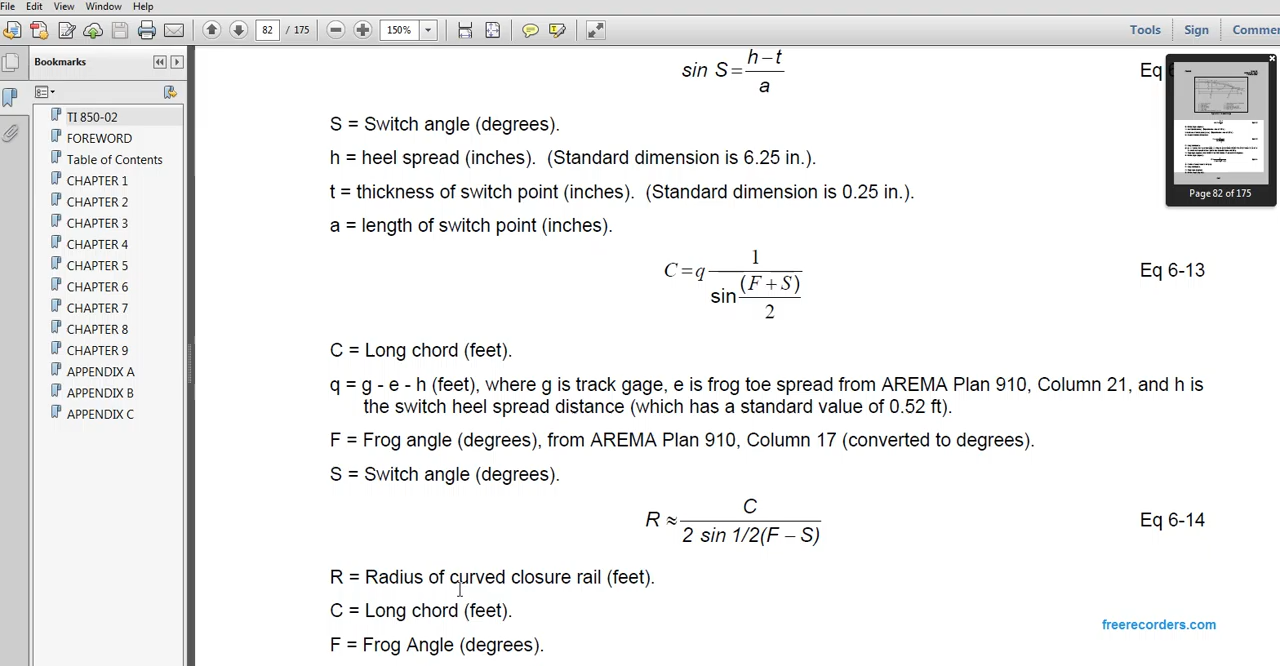 File Edit View Window Help
82 / 175 150% Tools Sign Comme
Bookmarks
TI 850-02
FOREWORD
Table of Contents
CHAPTER 1
CHAPTER 2
CHAPTER 3
CHAPTER 4
CHAPTER 5
CHAPTER 6
CHAPTER 7
CHAPTER 8
CHAPTER 9
APPENDIX A
APPENDIX B
APPENDIX C
sin S = h − t / a Eq 6
S = Switch angle (degrees).
h = heel spread (inches). (Standard dimension is 6.25 in.).
t = thickness of switch point (inches). (Standard dimension is 0.25 in.).
a = length of switch point (inches).
C = q 1 / sin (F + S) / 2 Eq 6-13
C = Long chord (feet).
q = g - e - h (feet), where g is track gage, e is frog toe spread from AREMA Plan 910, Column 21, and h is
the switch heel spread distance (which has a standard value of 0.52 ft).
F = Frog angle (degrees), from AREMA Plan 910, Column 17 (converted to degrees).
S = Switch angle (degrees).
R ≈ C / 2 sin 1/2(F − S) Eq 6-14
R = Radius of curved closure rail (feet).
C = Long chord (feet).
F = Frog Angle (degrees).
Page 82 of 175
freerecorders.com